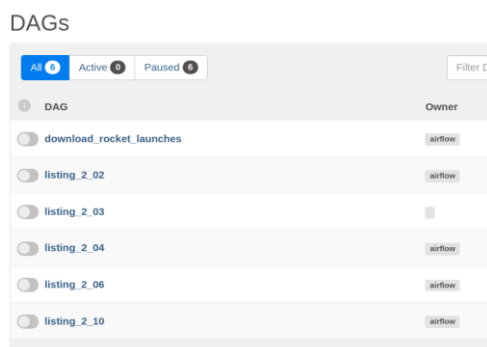 DAGs
All 6 Active 0 Paused 6 Filter D
i DAG Owner
download_rocket_launches airflow
listing_2_02 airflow
listing_2_03
listing_2_04 airflow
listing_2_06 airflow
listing_2_10 airflow